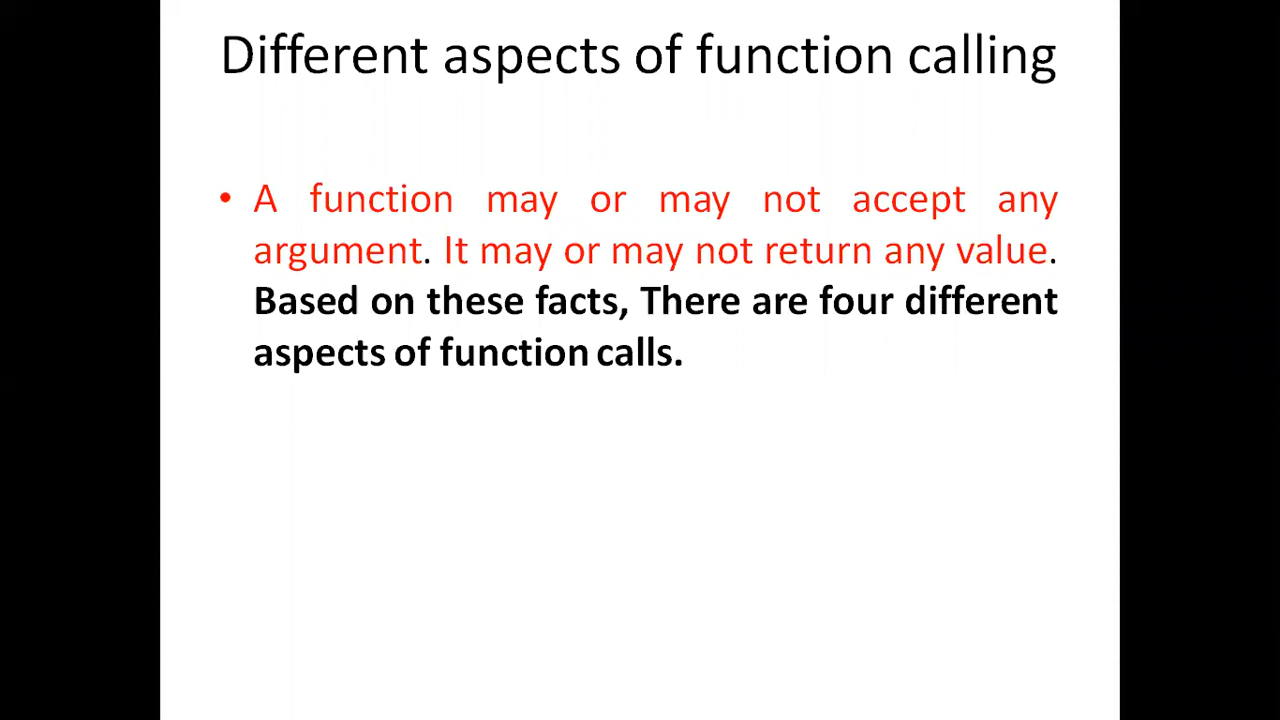 Different aspects of function calling
• A function may or may not accept any
argument. It may or may not return any value.
Based on these facts, There are four different
aspects of function calls.